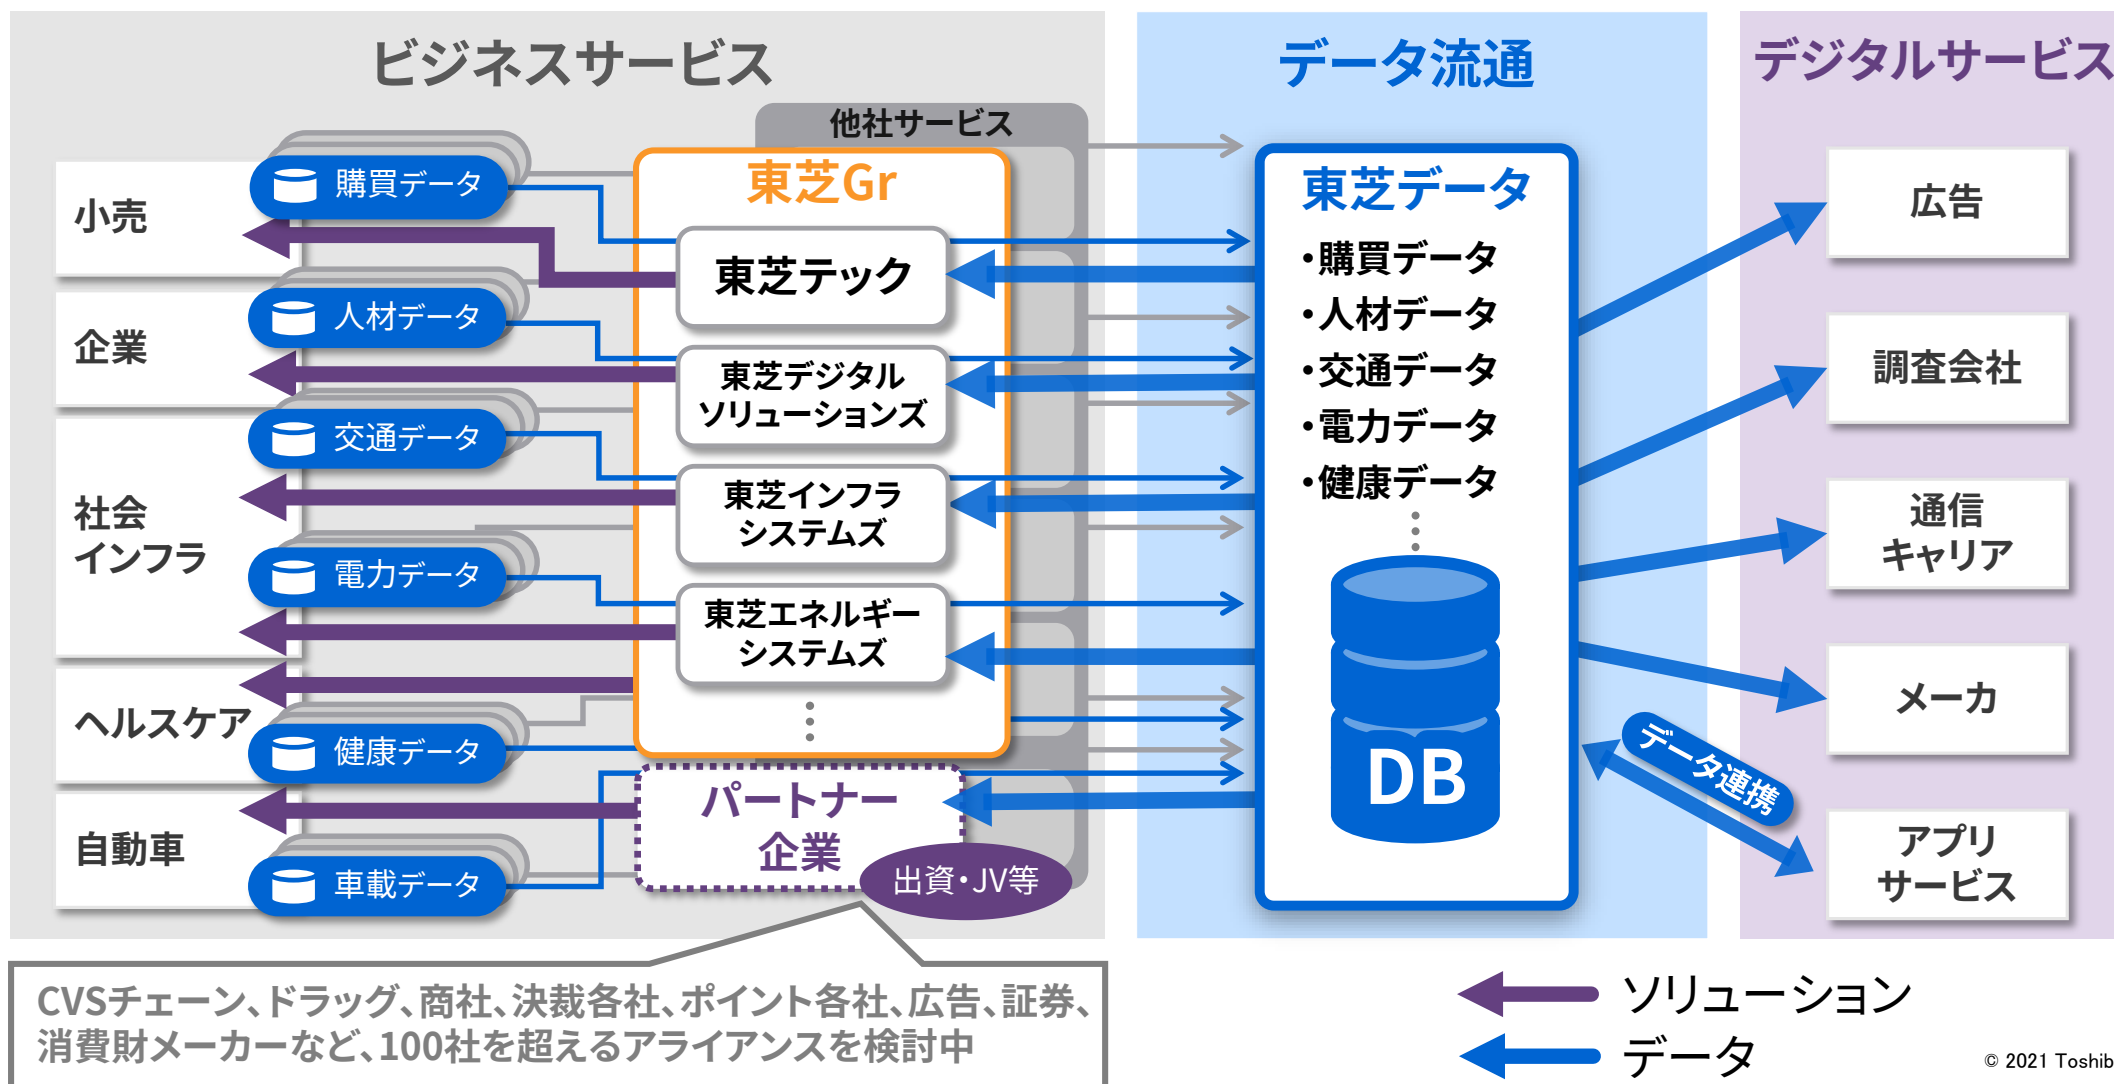 ビジネスサービス
データ流通
デジタルサービス
他社サービス
小売
企業
社会
インフラ
ヘルスケア
自動車
購買データ
人材データ
交通データ
電力データ
健康データ
車載データ
東芝Gr
東芝テック
東芝デジタル
ソリューションズ
東芝インフラ
システムズ
東芝エネルギー
システムズ
パートナー
企業
出資・JV等
東芝データ
・購買データ
・人材データ
・交通データ
・電力データ
・健康データ
DB
広告
調査会社
通信
キャリア
メーカ
データ連携
アプリ
サービス
CVSチェーン、ドラッグ、商社、決裁各社、ポイント各社、広告、証券、
消費財メーカーなど、100社を超えるアライアンスを検討中
ソリューション
データ
© 2021 Toshib